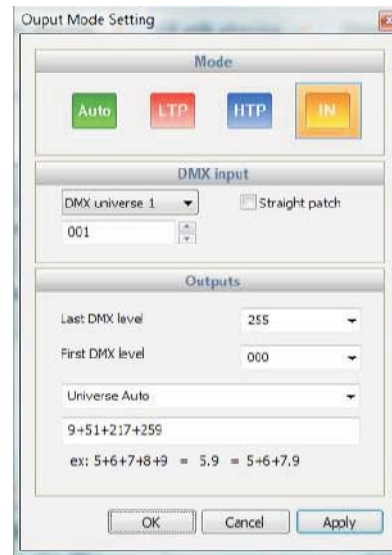 Ouput Mode Setting
Mode
Auto LTP HTP IN
DMX input
DMX universe 1 Straight patch
001
Outputs
Last DMX level 255
First DMX level 000
Universe Auto
9+51+217+259
ex: 5+6+7+8+9 = 5.9 = 5+6+7.9
OK Cancel Apply